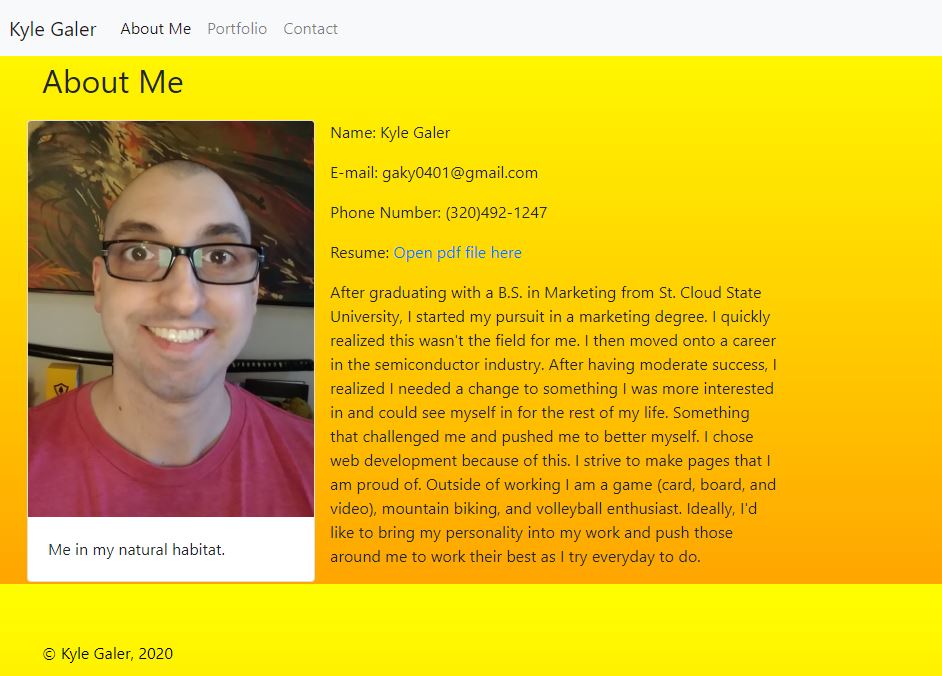 Kyle Galer About Me Portfolio Contact
About Me
Name: Kyle Galer
E-mail: gaky0401@gmail.com
Phone Number: (320)492-1247
Resume: Open pdf file here
After graduating with a B.S. in Marketing from St. Cloud State
University, I started my pursuit in a marketing degree. I quickly
realized this wasn't the field for me. I then moved onto a career
in the semiconductor industry. After having moderate success, I
realized I needed a change to something I was more interested
in and could see myself in for the rest of my life. Something
that challenged me and pushed me to better myself. I chose
web development because of this. I strive to make pages that I
am proud of. Outside of working I am a game (card, board, and
video), mountain biking, and volleyball enthusiast. Ideally, I'd
like to bring my personality into my work and push those
around me to work their best as I try everyday to do.
Me in my natural habitat.
© Kyle Galer, 2020